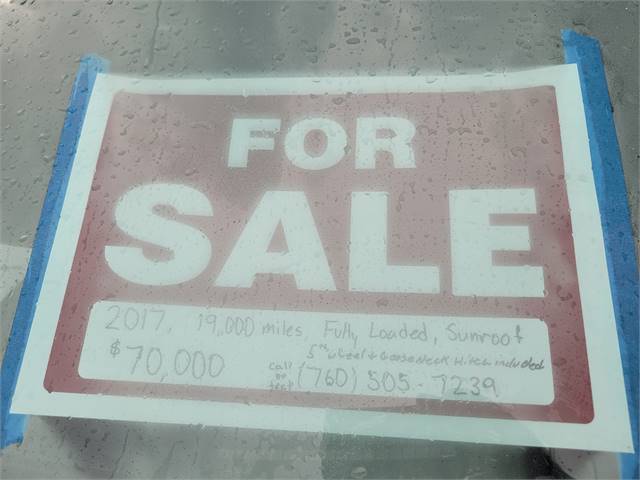 FOR
SALE
2017, 19,000 miles, Fully Loaded, Sunroof
5th wheel + Gooseneck Hitch included
$70,000
call or text (760) 505-7239